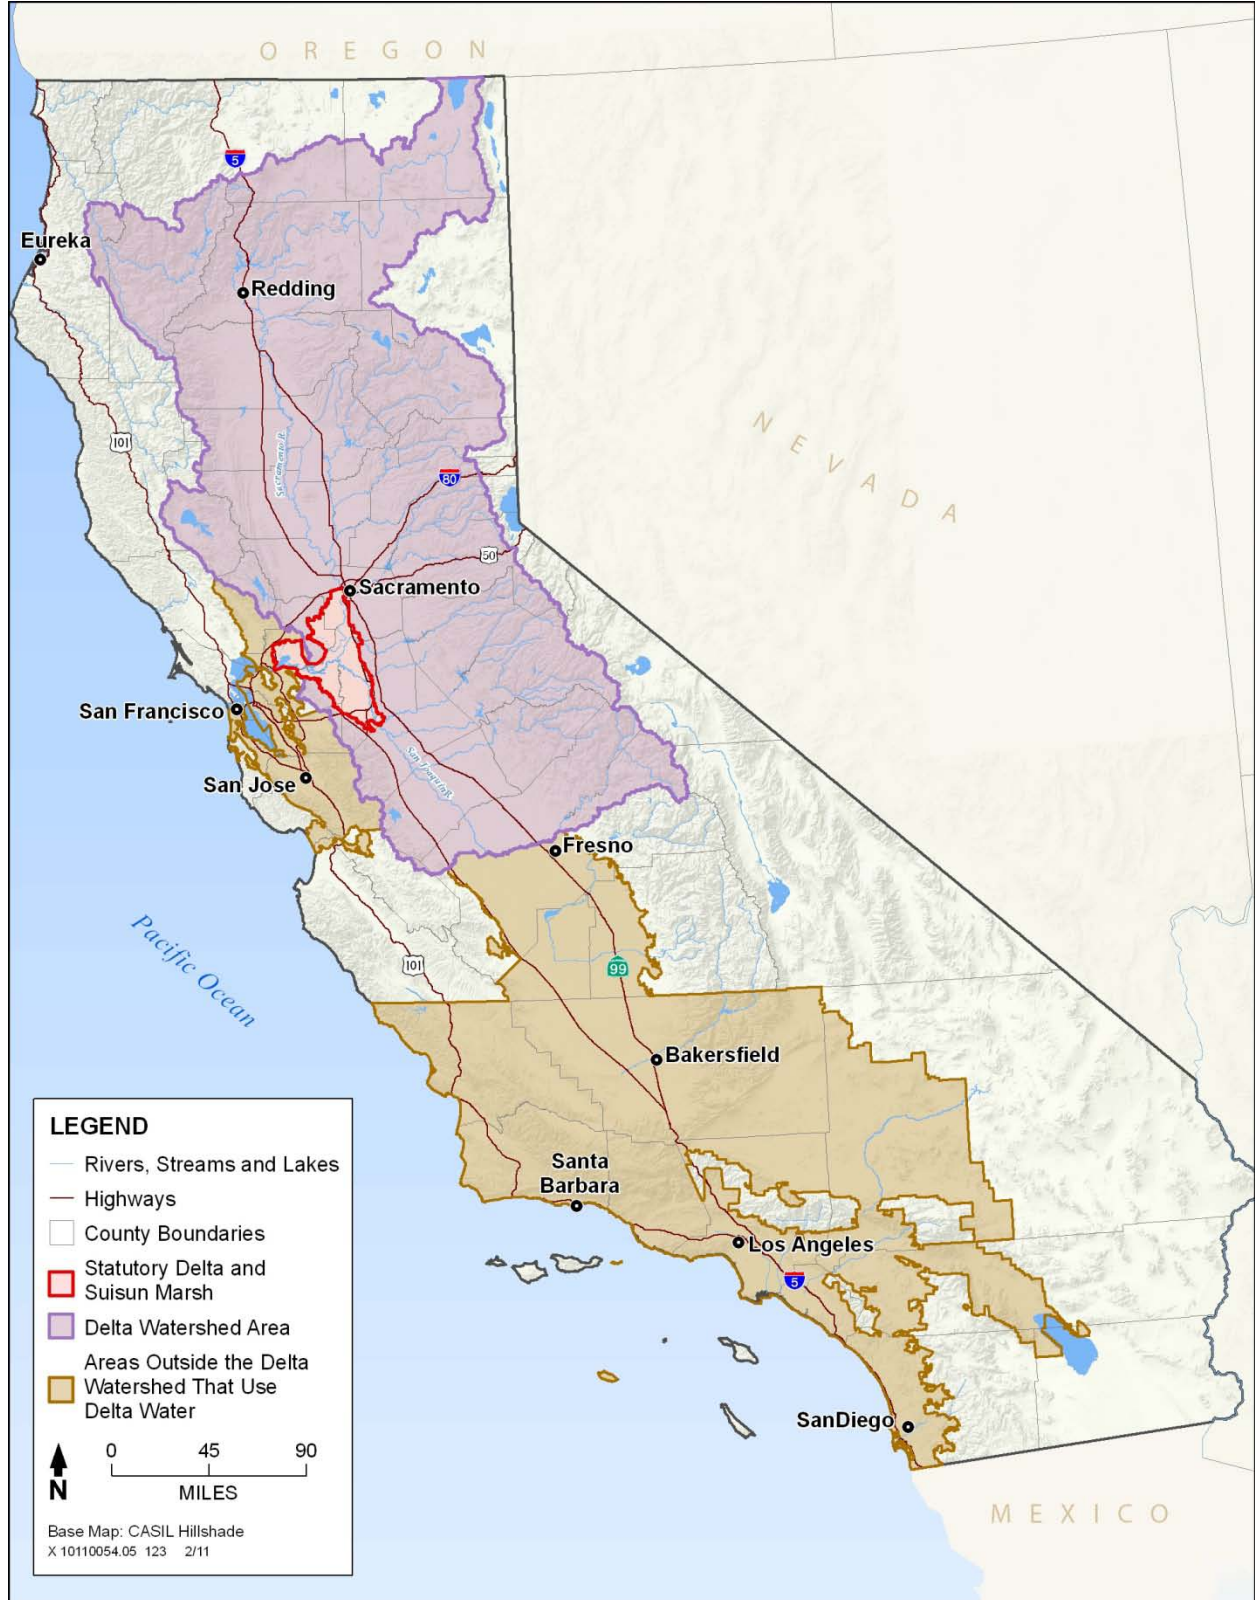 O R E G O N
5
Eureka
Redding
101
Sacramento R.
80
N E V A D A
50
Sacramento
San Francisco
San Joaquin R.
San Jose
Fresno
Pacific Ocean
101
99
Bakersfield
LEGEND
Rivers, Streams and Lakes
Highways
County Boundaries
Statutory Delta and
Suisun Marsh
Delta Watershed Area
Areas Outside the Delta
Watershed That Use
Delta Water
0 45 90
MILES
N
Base Map: CASIL Hillshade
X 10110054.05 123 2/11
Santa
Barbara
Los Angeles
5
SanDiego
M E X I C O